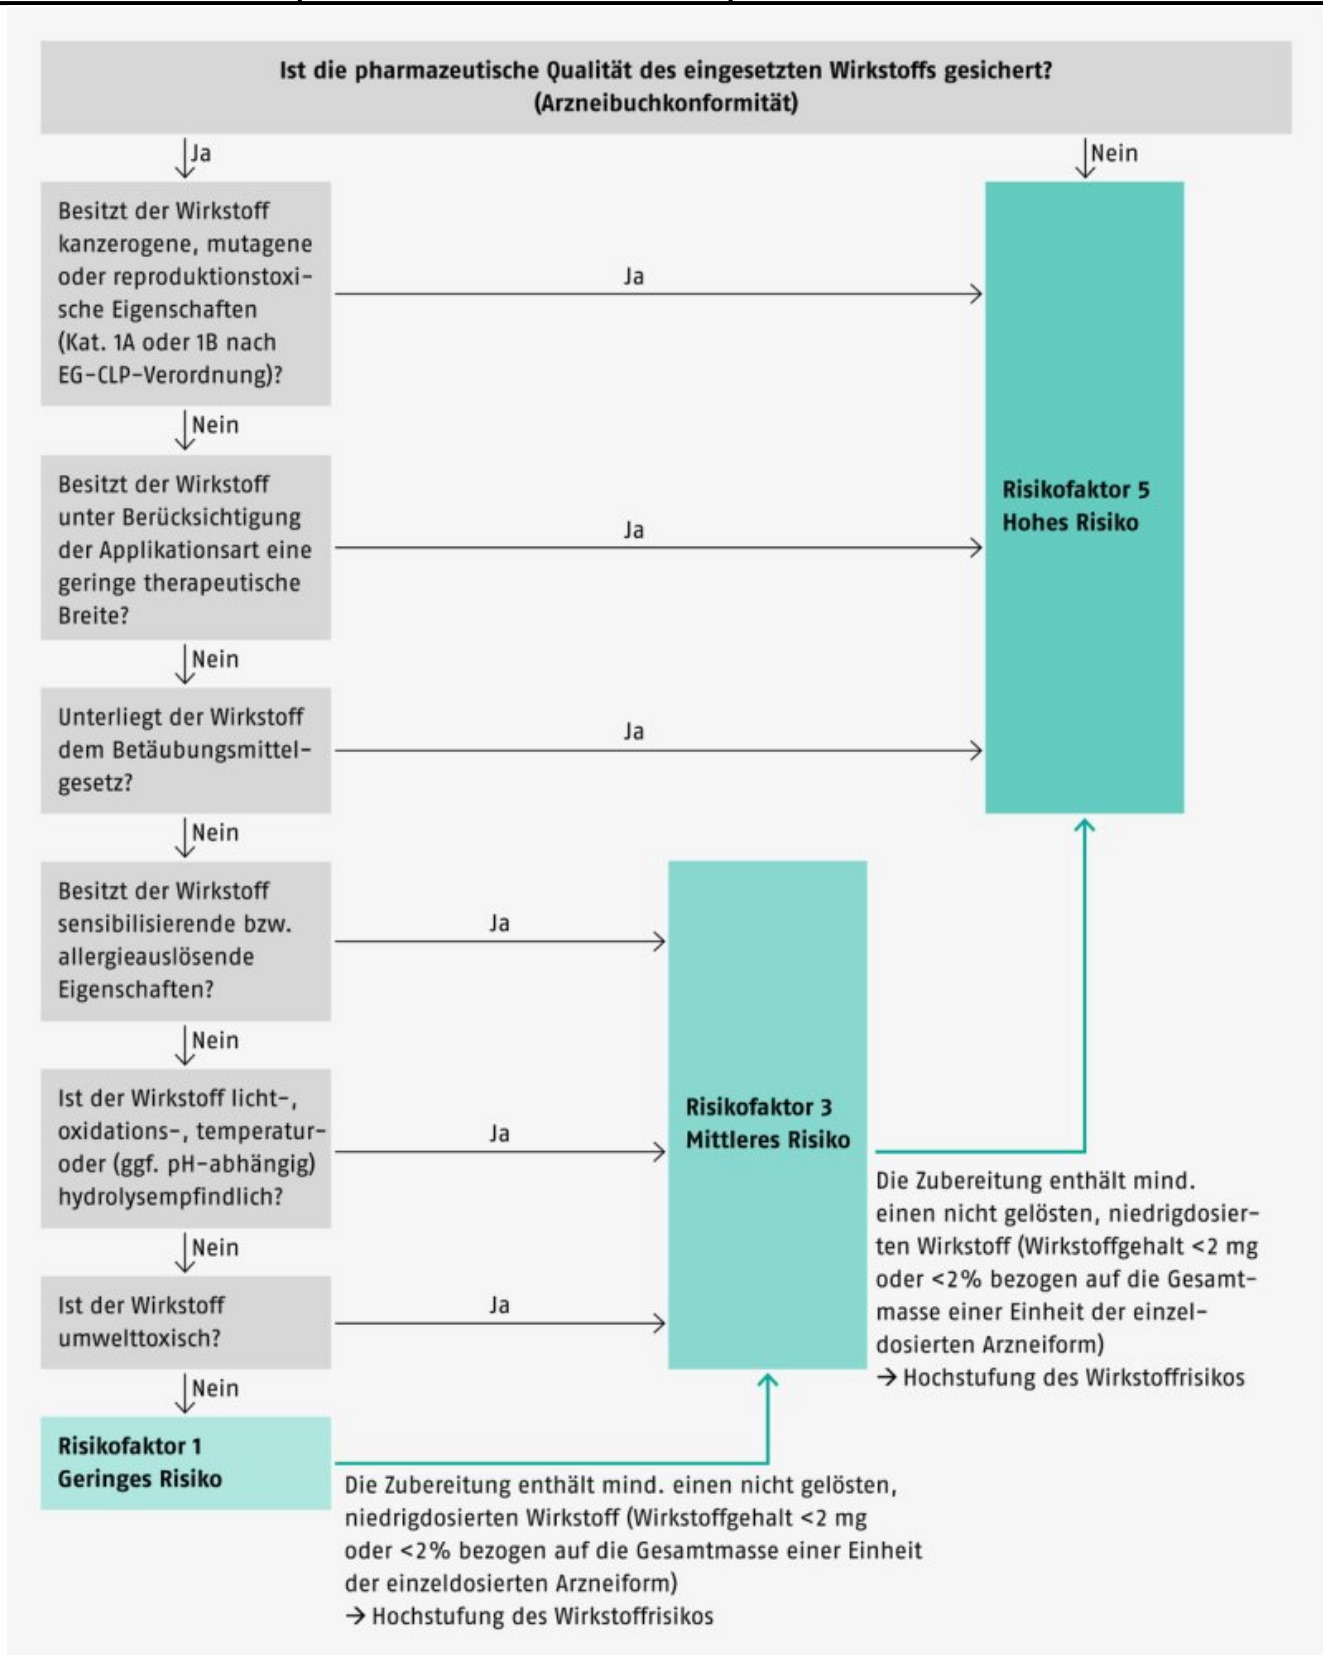 Ist die pharmazeutische Qualität des eingesetzten Wirkstoffs gesichert?
(Arzneibuchkonformität)
Ja
Nein
Besitzt der Wirkstoff
kanzerogene, mutagene
oder reproduktionstoxi-
sche Eigenschaften
(Kat. 1A oder 1B nach
EG-CLP-Verordnung)?
Ja
Nein
Besitzt der Wirkstoff
unter Berücksichtigung
der Applikationsart eine
geringe therapeutische
Breite?
Ja
Risikofaktor 5
Hohes Risiko
Nein
Unterliegt der Wirkstoff
dem Betäubungsmittel-
gesetz?
Ja
Nein
Besitzt der Wirkstoff
sensibilisierende bzw.
allergieauslösende
Eigenschaften?
Ja
Nein
Ist der Wirkstoff licht-,
oxidations-, temperatur-
oder (ggf. pH-abhängig)
hydrolysempfindlich?
Ja
Risikofaktor 3
Mittleres Risiko
Die Zubereitung enthält mind.
einen nicht gelösten, niedrigdosier-
ten Wirkstoff (Wirkstoffgehalt <2 mg
oder <2% bezogen auf die Gesamt-
masse einer Einheit der einzel-
dosierten Arzneiform)
→ Hochstufung des Wirkstoffrisikos
Nein
Ist der Wirkstoff
umwelttoxisch?
Ja
Nein
Risikofaktor 1
Geringes Risiko
Die Zubereitung enthält mind. einen nicht gelösten,
niedrigdosierten Wirkstoff (Wirkstoffgehalt <2 mg
oder <2% bezogen auf die Gesamtmasse einer Einheit
der einzeldosierten Arzneiform)
→ Hochstufung des Wirkstoffrisikos